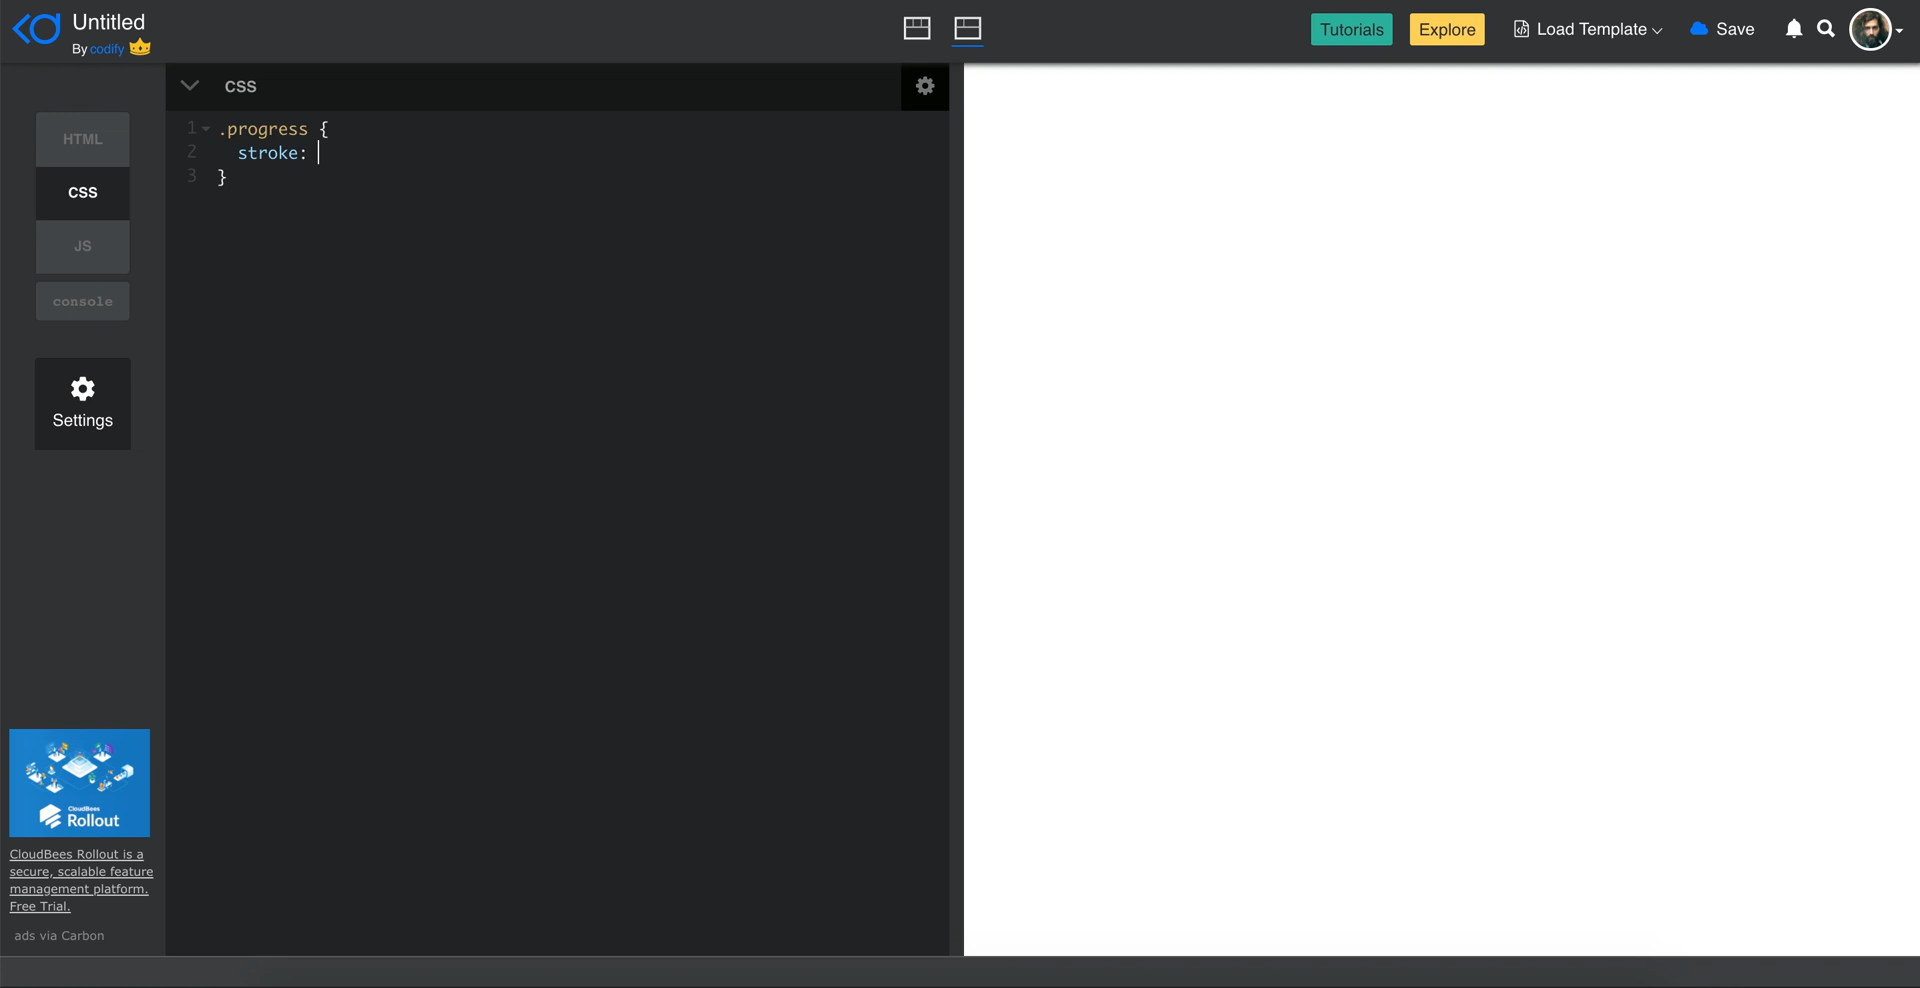 Untitled
By codify
Tutorials
Explore
Load Template
Save
HTML
CSS
JS
console
Settings
CSS
1 .progress {
2 stroke:
3 }
CloudBees
Rollout
CloudBees Rollout is a
secure, scalable feature
management platform.
Free Trial.
ads via Carbon